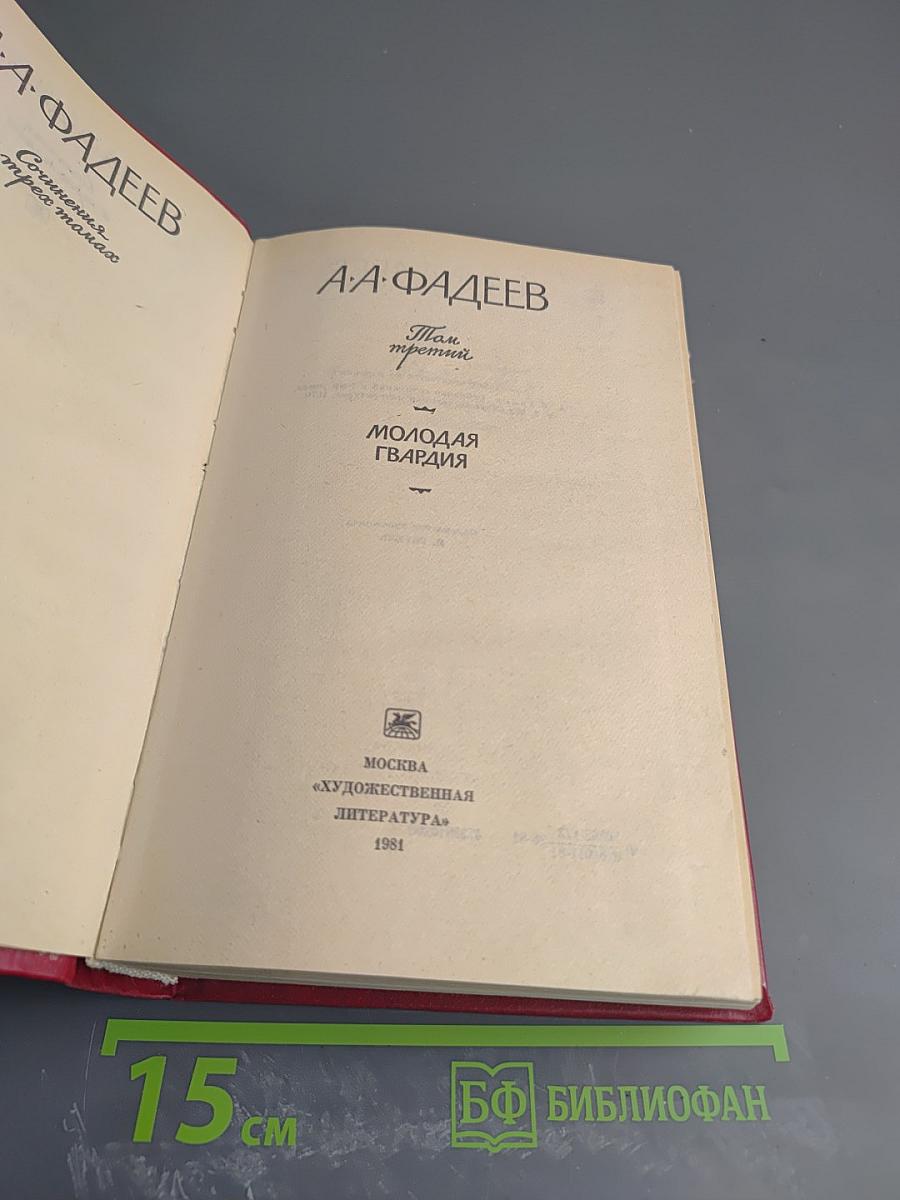 А·А·ФАДЕЕВ
Сочинения
трех томах
А·А·ФАДЕЕВ
Том
третий
МОЛОДАЯ
ГВАРДИЯ
МОСКВА
«ХУДОЖЕСТВЕННАЯ
ЛИТЕРАТУРА»
1981
15 см
БФ БИБЛИОФАН